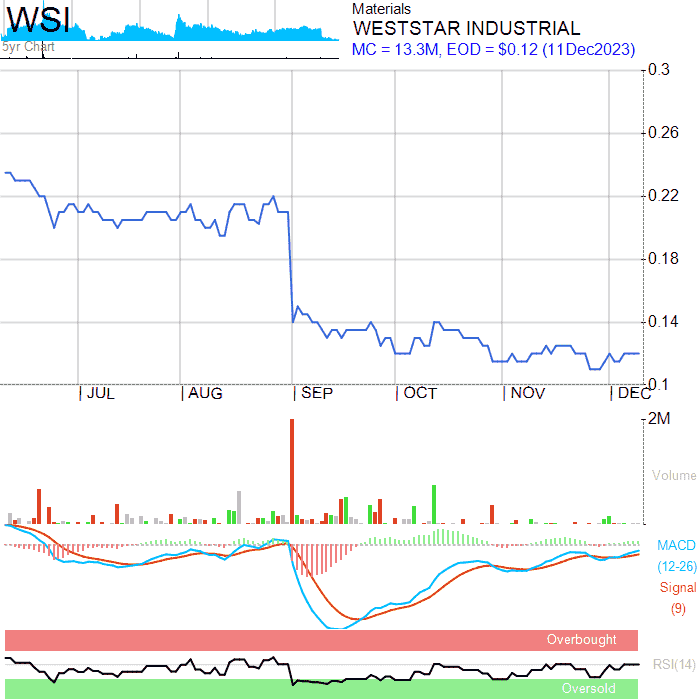 WSI
5yr Chart
Materials
WESTSTAR INDUSTRIAL
MC = 13.3M, EOD = $0.12 (11Dec2023)
0.3
0.26
0.22
0.18
0.14
0.1
JUL AUG SEP OCT NOV DEC
2M
Volume
MACD
(12-26)
Signal
(9)
Overbought
RSI(14)
Oversold